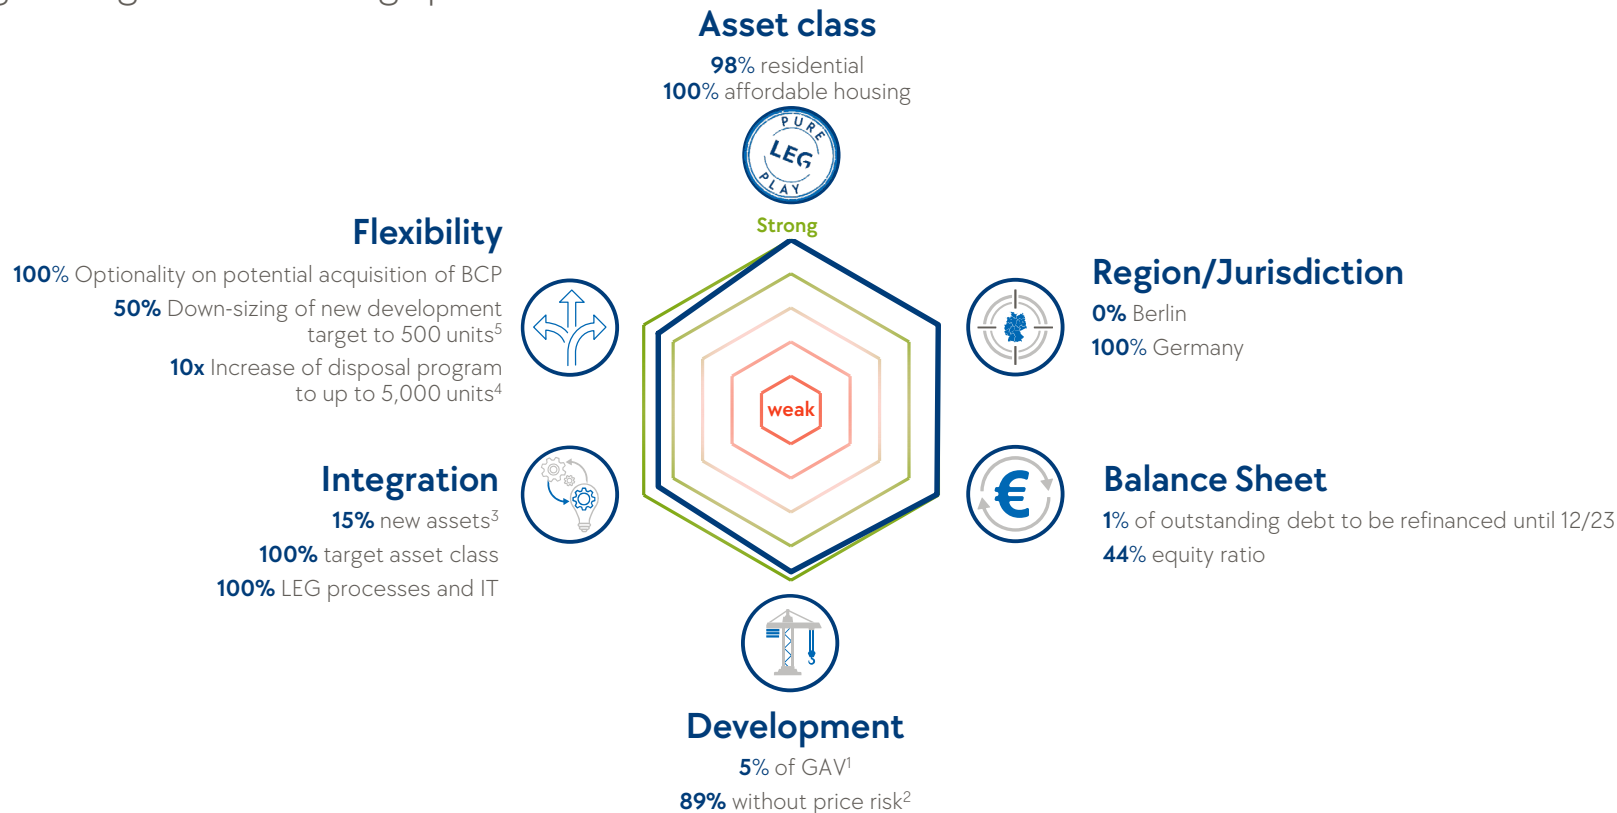 Asset class
98% residential
100% affordable housing
PURE
LEG
PLAY
Strong
weak
Flexibility
100% Optionality on potential acquisition of BCP
50% Down-sizing of new development
target to 500 units⁵
10x Increase of disposal program
to up to 5,000 units⁴
Region/Jurisdiction
0% Berlin
100% Germany
Integration
15% new assets³
100% target asset class
100% LEG processes and IT
€
Balance Sheet
1% of outstanding debt to be refinanced until 12/23
44% equity ratio
Development
5% of GAV¹
89% without price risk²